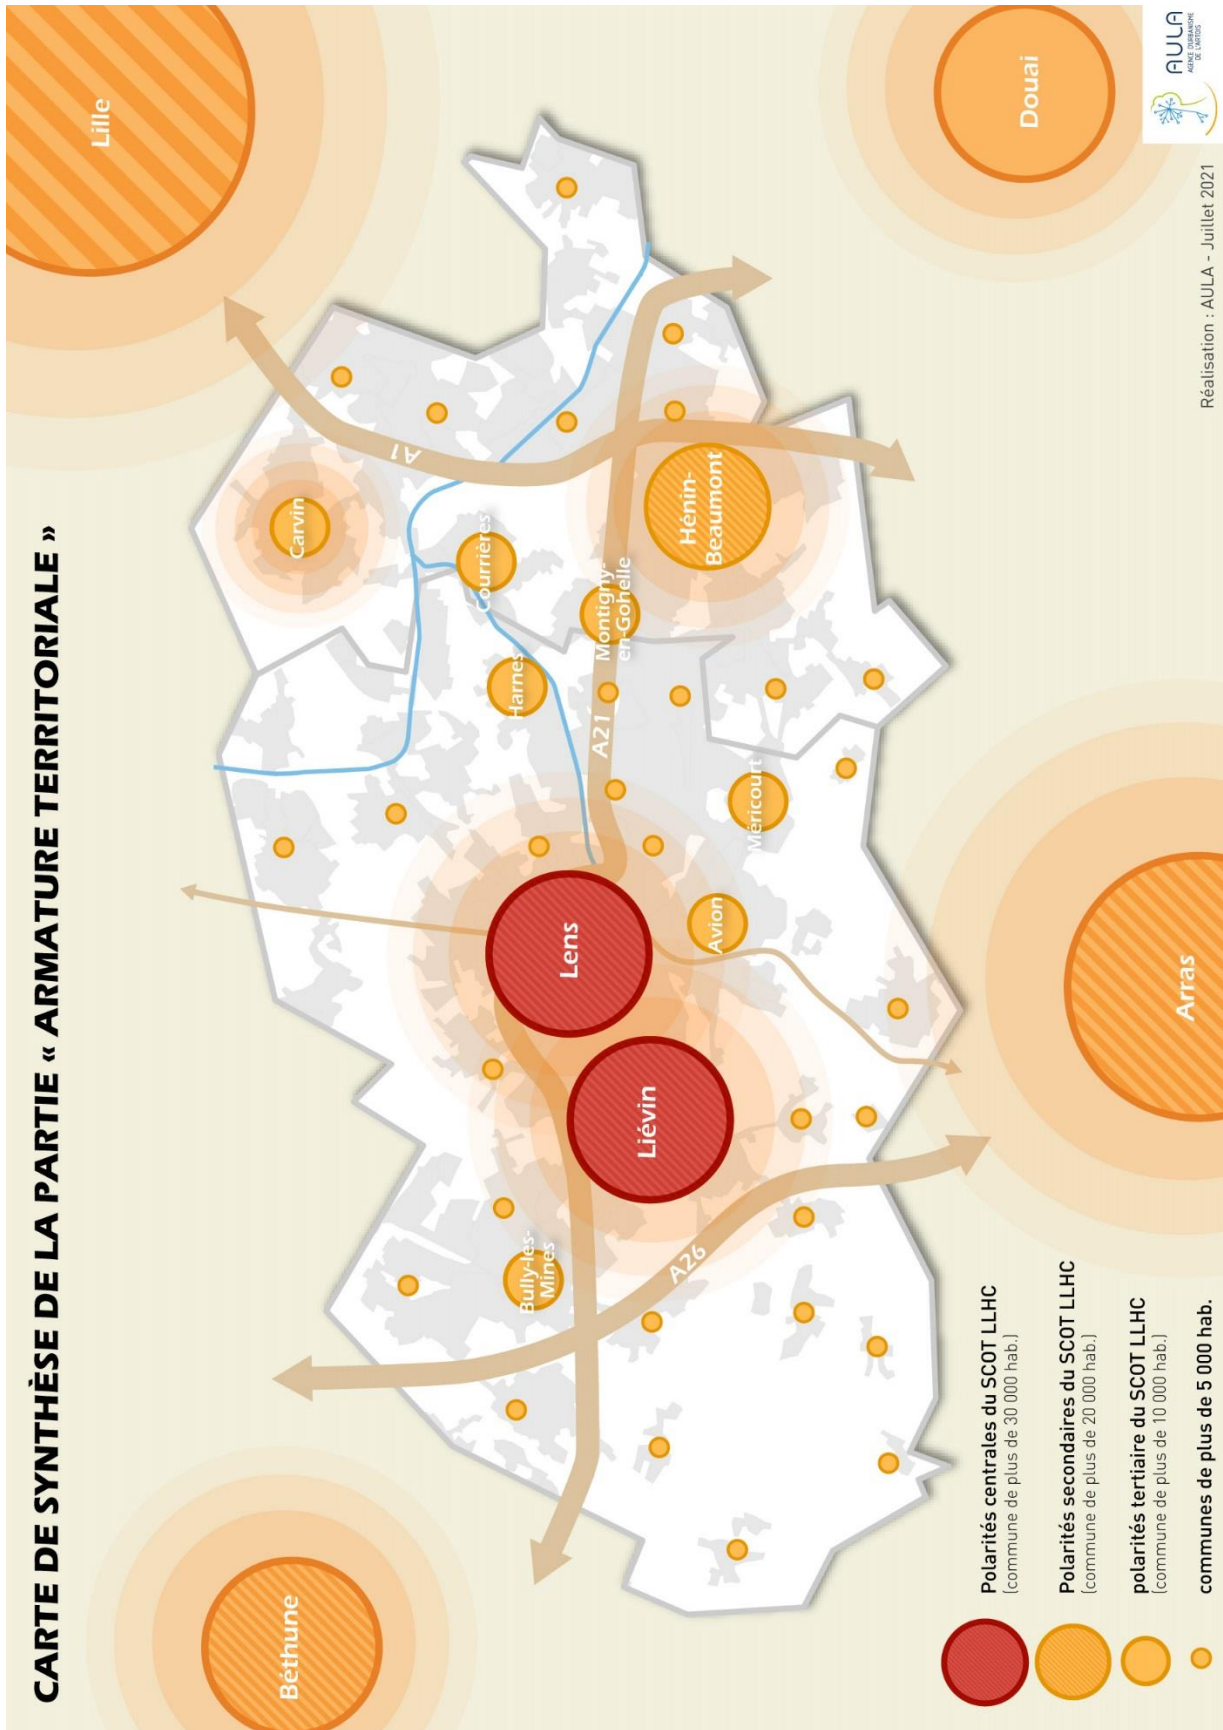 CARTE DE SYNTHÈSE DE LA PARTIE « ARMATURE TERRITORIALE »
Béthune
Lille
Carvin
A1
Courrières
Harnes
Bully-les-
Mines
Lens
A21
Montigny-
en-Gohelle
Hénin-
Beaumont
Liévin
A26
Avion
Méricourt
Arras
Douai
Polarités centrales du SCOT LLHC
(commune de plus de 30 000 hab.)
Polarités secondaires du SCOT LLHC
(commune de plus de 20 000 hab.)
polarités tertiaire du SCOT LLHC
(commune de plus de 10 000 hab.)
communes de plus de 5 000 hab.
Réalisation : AULA - Juillet 2021
AULA
AGENCE D'URBANISME
DE L'ARTOIS